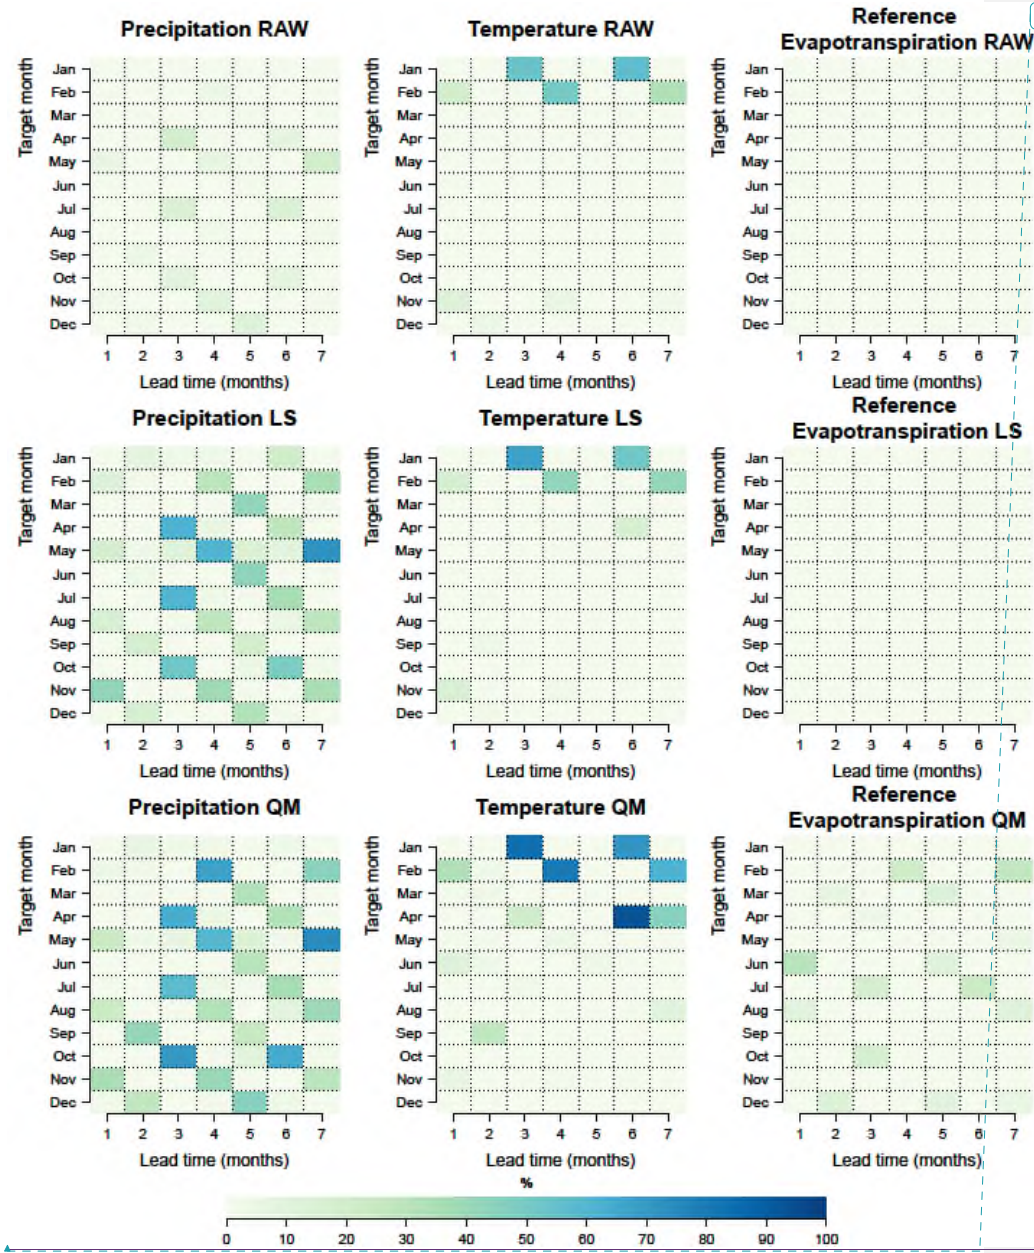 Precipitation RAW
Target month
Jan
Feb
Mar
Apr
May
Jun
Jul
Aug
Sep
Oct
Nov
Dec
1 2 3 4 5 6 7
Lead time (months)
Temperature RAW
Target month
Jan
Feb
Mar
Apr
May
Jun
Jul
Aug
Sep
Oct
Nov
Dec
1 2 3 4 5 6 7
Lead time (months)
Reference
Evapotranspiration RAW
Target month
Jan
Feb
Mar
Apr
May
Jun
Jul
Aug
Sep
Oct
Nov
Dec
1 2 3 4 5 6 7
Lead time (months)
Precipitation LS
Target month
Jan
Feb
Mar
Apr
May
Jun
Jul
Aug
Sep
Oct
Nov
Dec
1 2 3 4 5 6 7
Lead time (months)
Temperature LS
Target month
Jan
Feb
Mar
Apr
May
Jun
Jul
Aug
Sep
Oct
Nov
Dec
1 2 3 4 5 6 7
Lead time (months)
Reference
Evapotranspiration LS
Target month
Jan
Feb
Mar
Apr
May
Jun
Jul
Aug
Sep
Oct
Nov
Dec
1 2 3 4 5 6 7
Lead time (months)
Precipitation QM
Target month
Jan
Feb
Mar
Apr
May
Jun
Jul
Aug
Sep
Oct
Nov
Dec
1 2 3 4 5 6 7
Lead time (months)
Temperature QM
Target month
Jan
Feb
Mar
Apr
May
Jun
Jul
Aug
Sep
Oct
Nov
Dec
1 2 3 4 5 6 7
Lead time (months)
Reference
Evapotranspiration QM
Target month
Jan
Feb
Mar
Apr
May
Jun
Jul
Aug
Sep
Oct
Nov
Dec
1 2 3 4 5 6 7
Lead time (months)
%
0 10 20 30 40 50 60 70 80 90 100